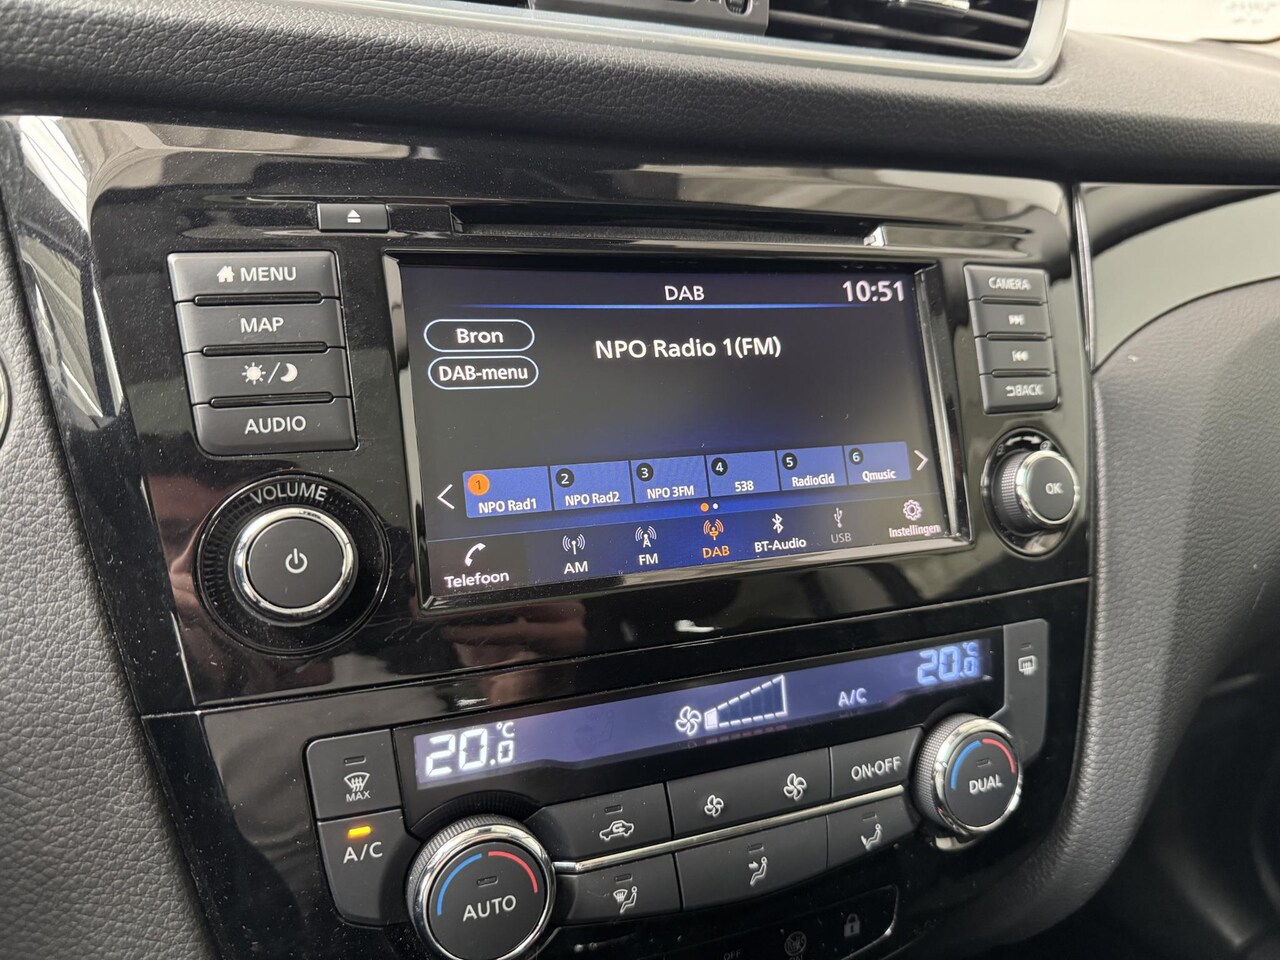 MENU
MAP
AUDIO
VOLUME
DAB
10:51
Bron
DAB-menu
NPO Radio 1(FM)
1 2 3 4 5 6
NPO Rad1 NPO Rad2 NPO 3FM 538 RadioGld Qmusic
Telefoon AM FM DAB BT-Audio USB Instellingen
CAMERA
BACK
OK
20.0 °C
A/C
20.0 °C
MAX
A/C
AUTO
ON·OFF
DUAL
OFF